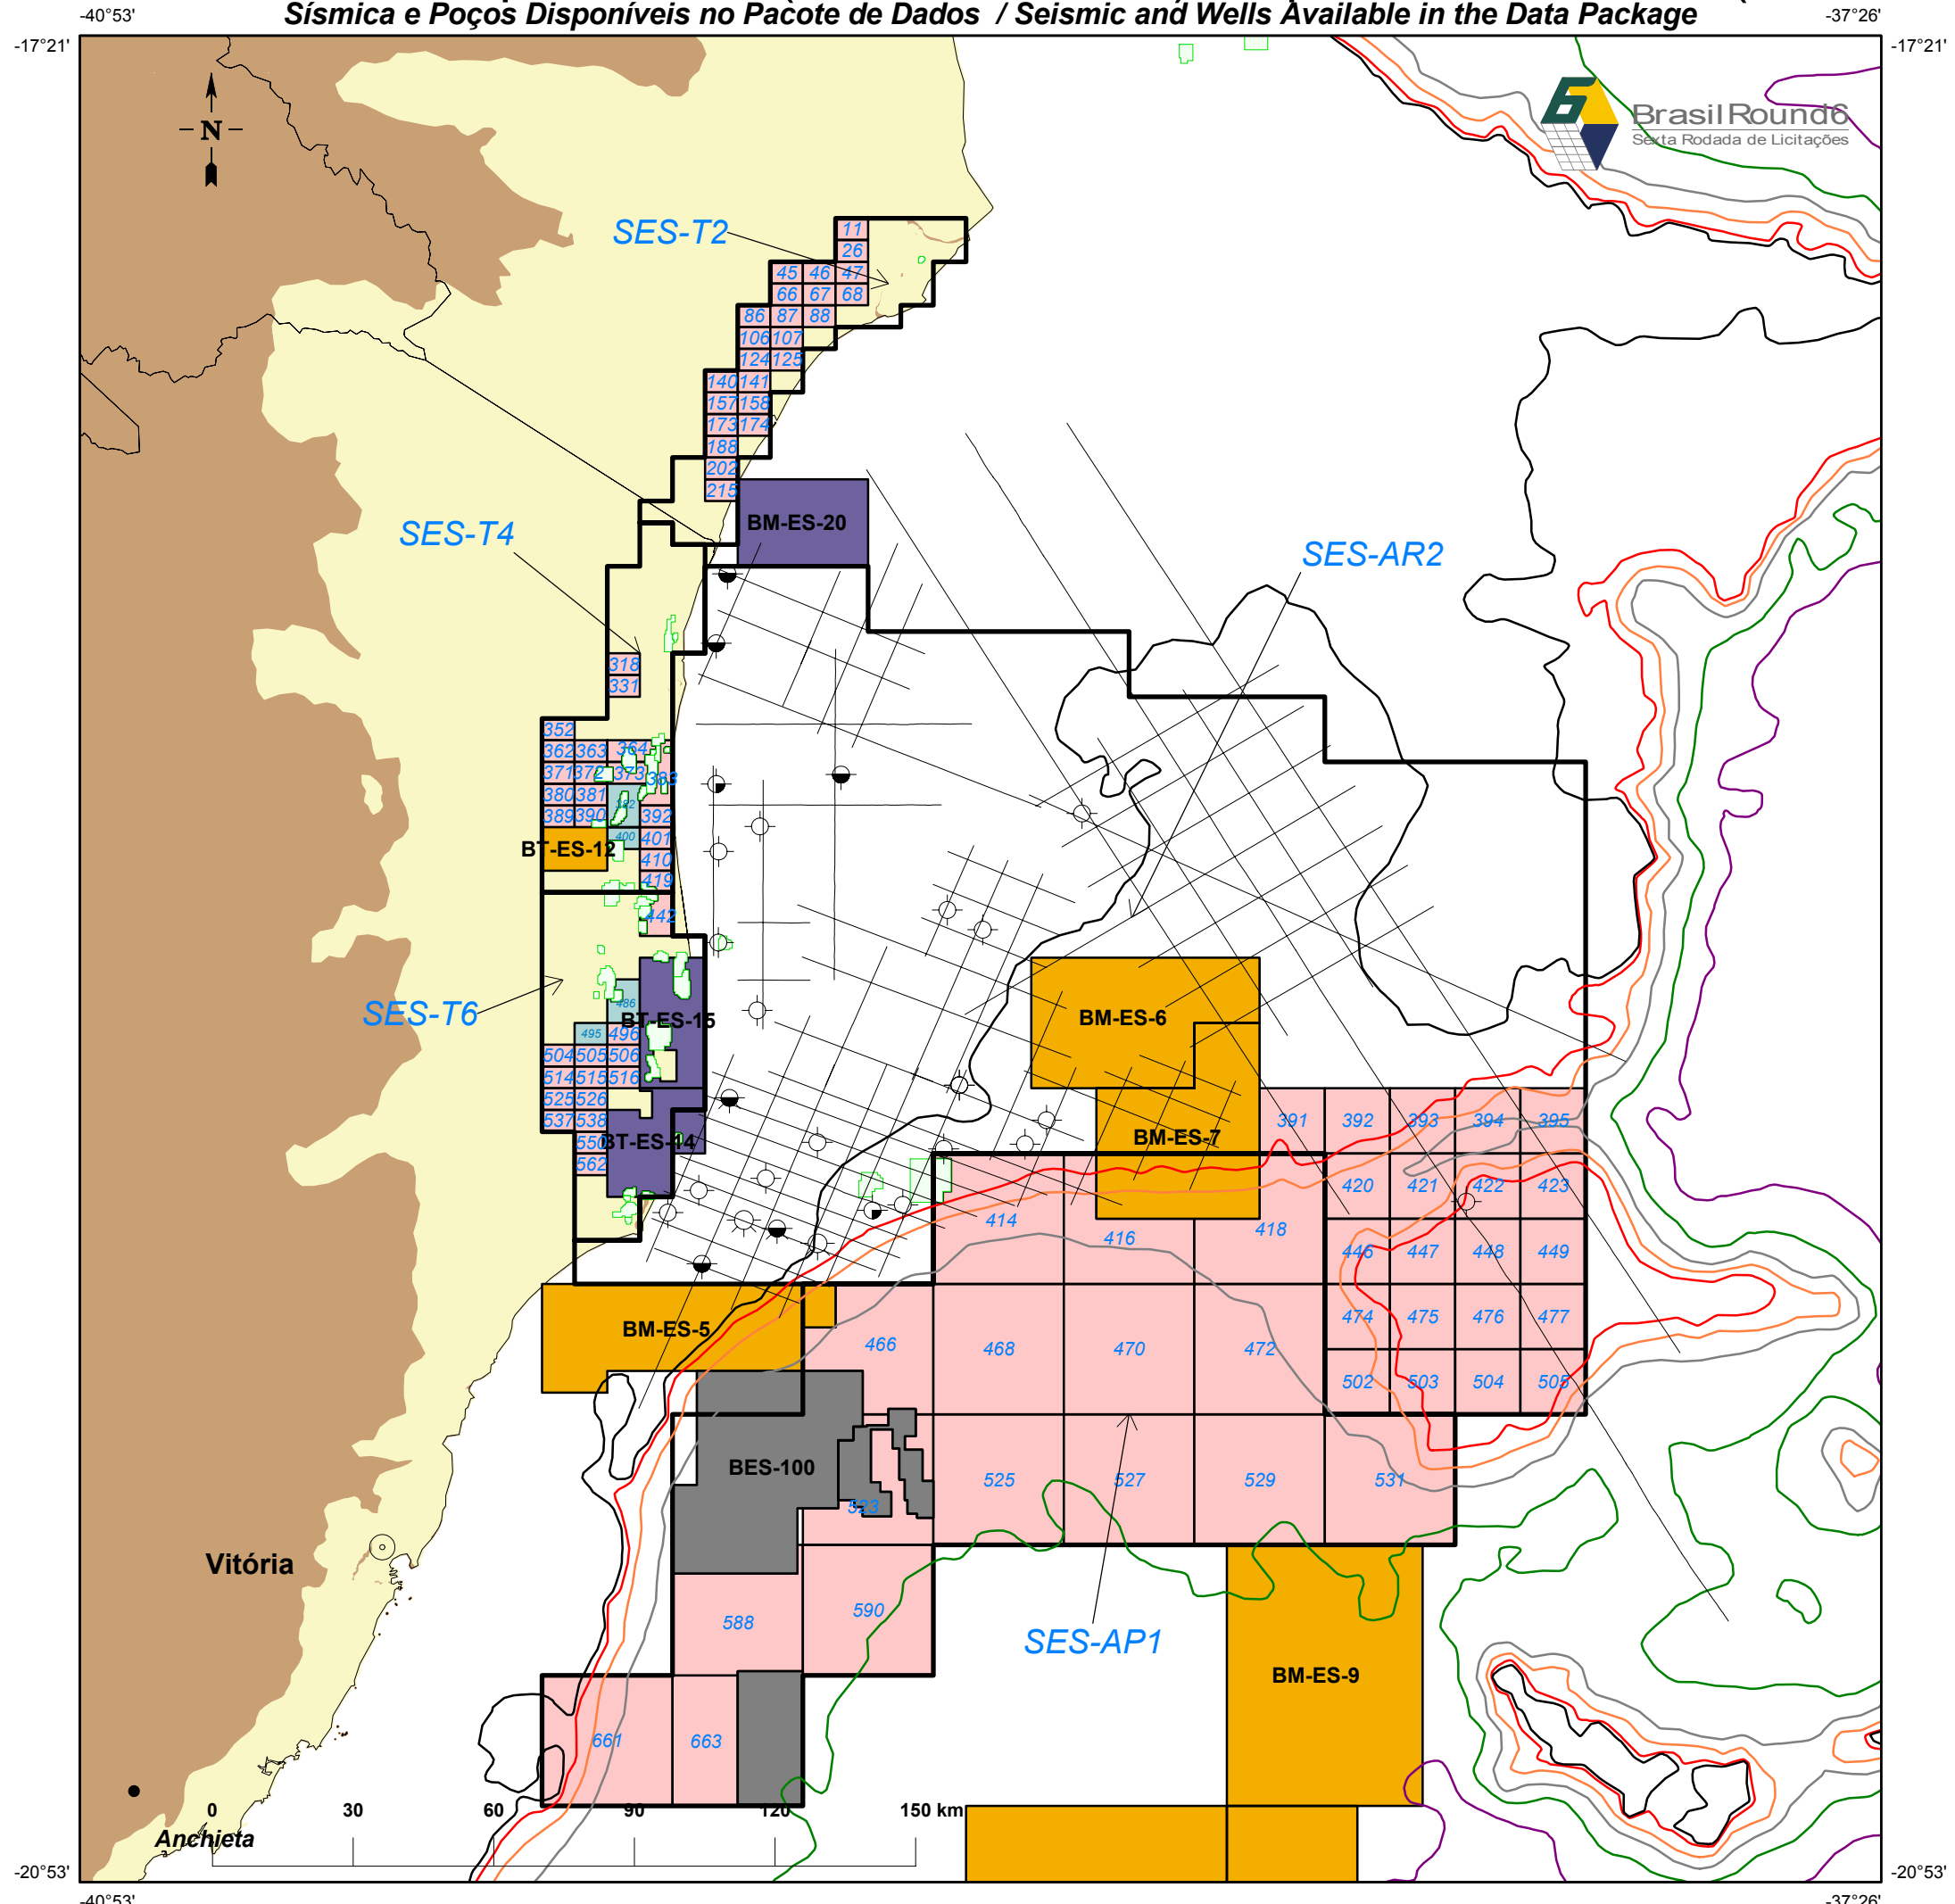 Sísmica e Poços Disponíveis no Pacote de Dados / Seismic and Wells Available in the Data Package
-40°53'
-37°26'
-17°21'
-17°21'
N
BrasilRound6
Sexta Rodada de Licitações
SES-T2
11
26
45 46 47
66 67 68
86 87 88
106 107
124 125
140 141
157 158
173 174
188
202
215
BM-ES-20
SES-T4
SES-AR2
318
331
352
362 363 364
371 372 373 383
380 381 382
389 390 392
400 401
BT-ES-12
410
419
442
SES-T6
486
BT-ES-15
495 496
504 505 506
514 515 516
525 526
537 538
550
BT-ES-14
562
BM-ES-6
BM-ES-7
391 392 393 394 395
420 421 422 423
414 416 418
446 447 448 449
474 475 476 477
BM-ES-5
466 468 470 472
502 503 504 505
BES-100
523
525 527 529 531
Vitória
588 590
SES-AP1
BM-ES-9
661 663
0 30 60 90 120 150 km
Anchieta
-20°53'
-20°53'
-40°53'
-37°26'